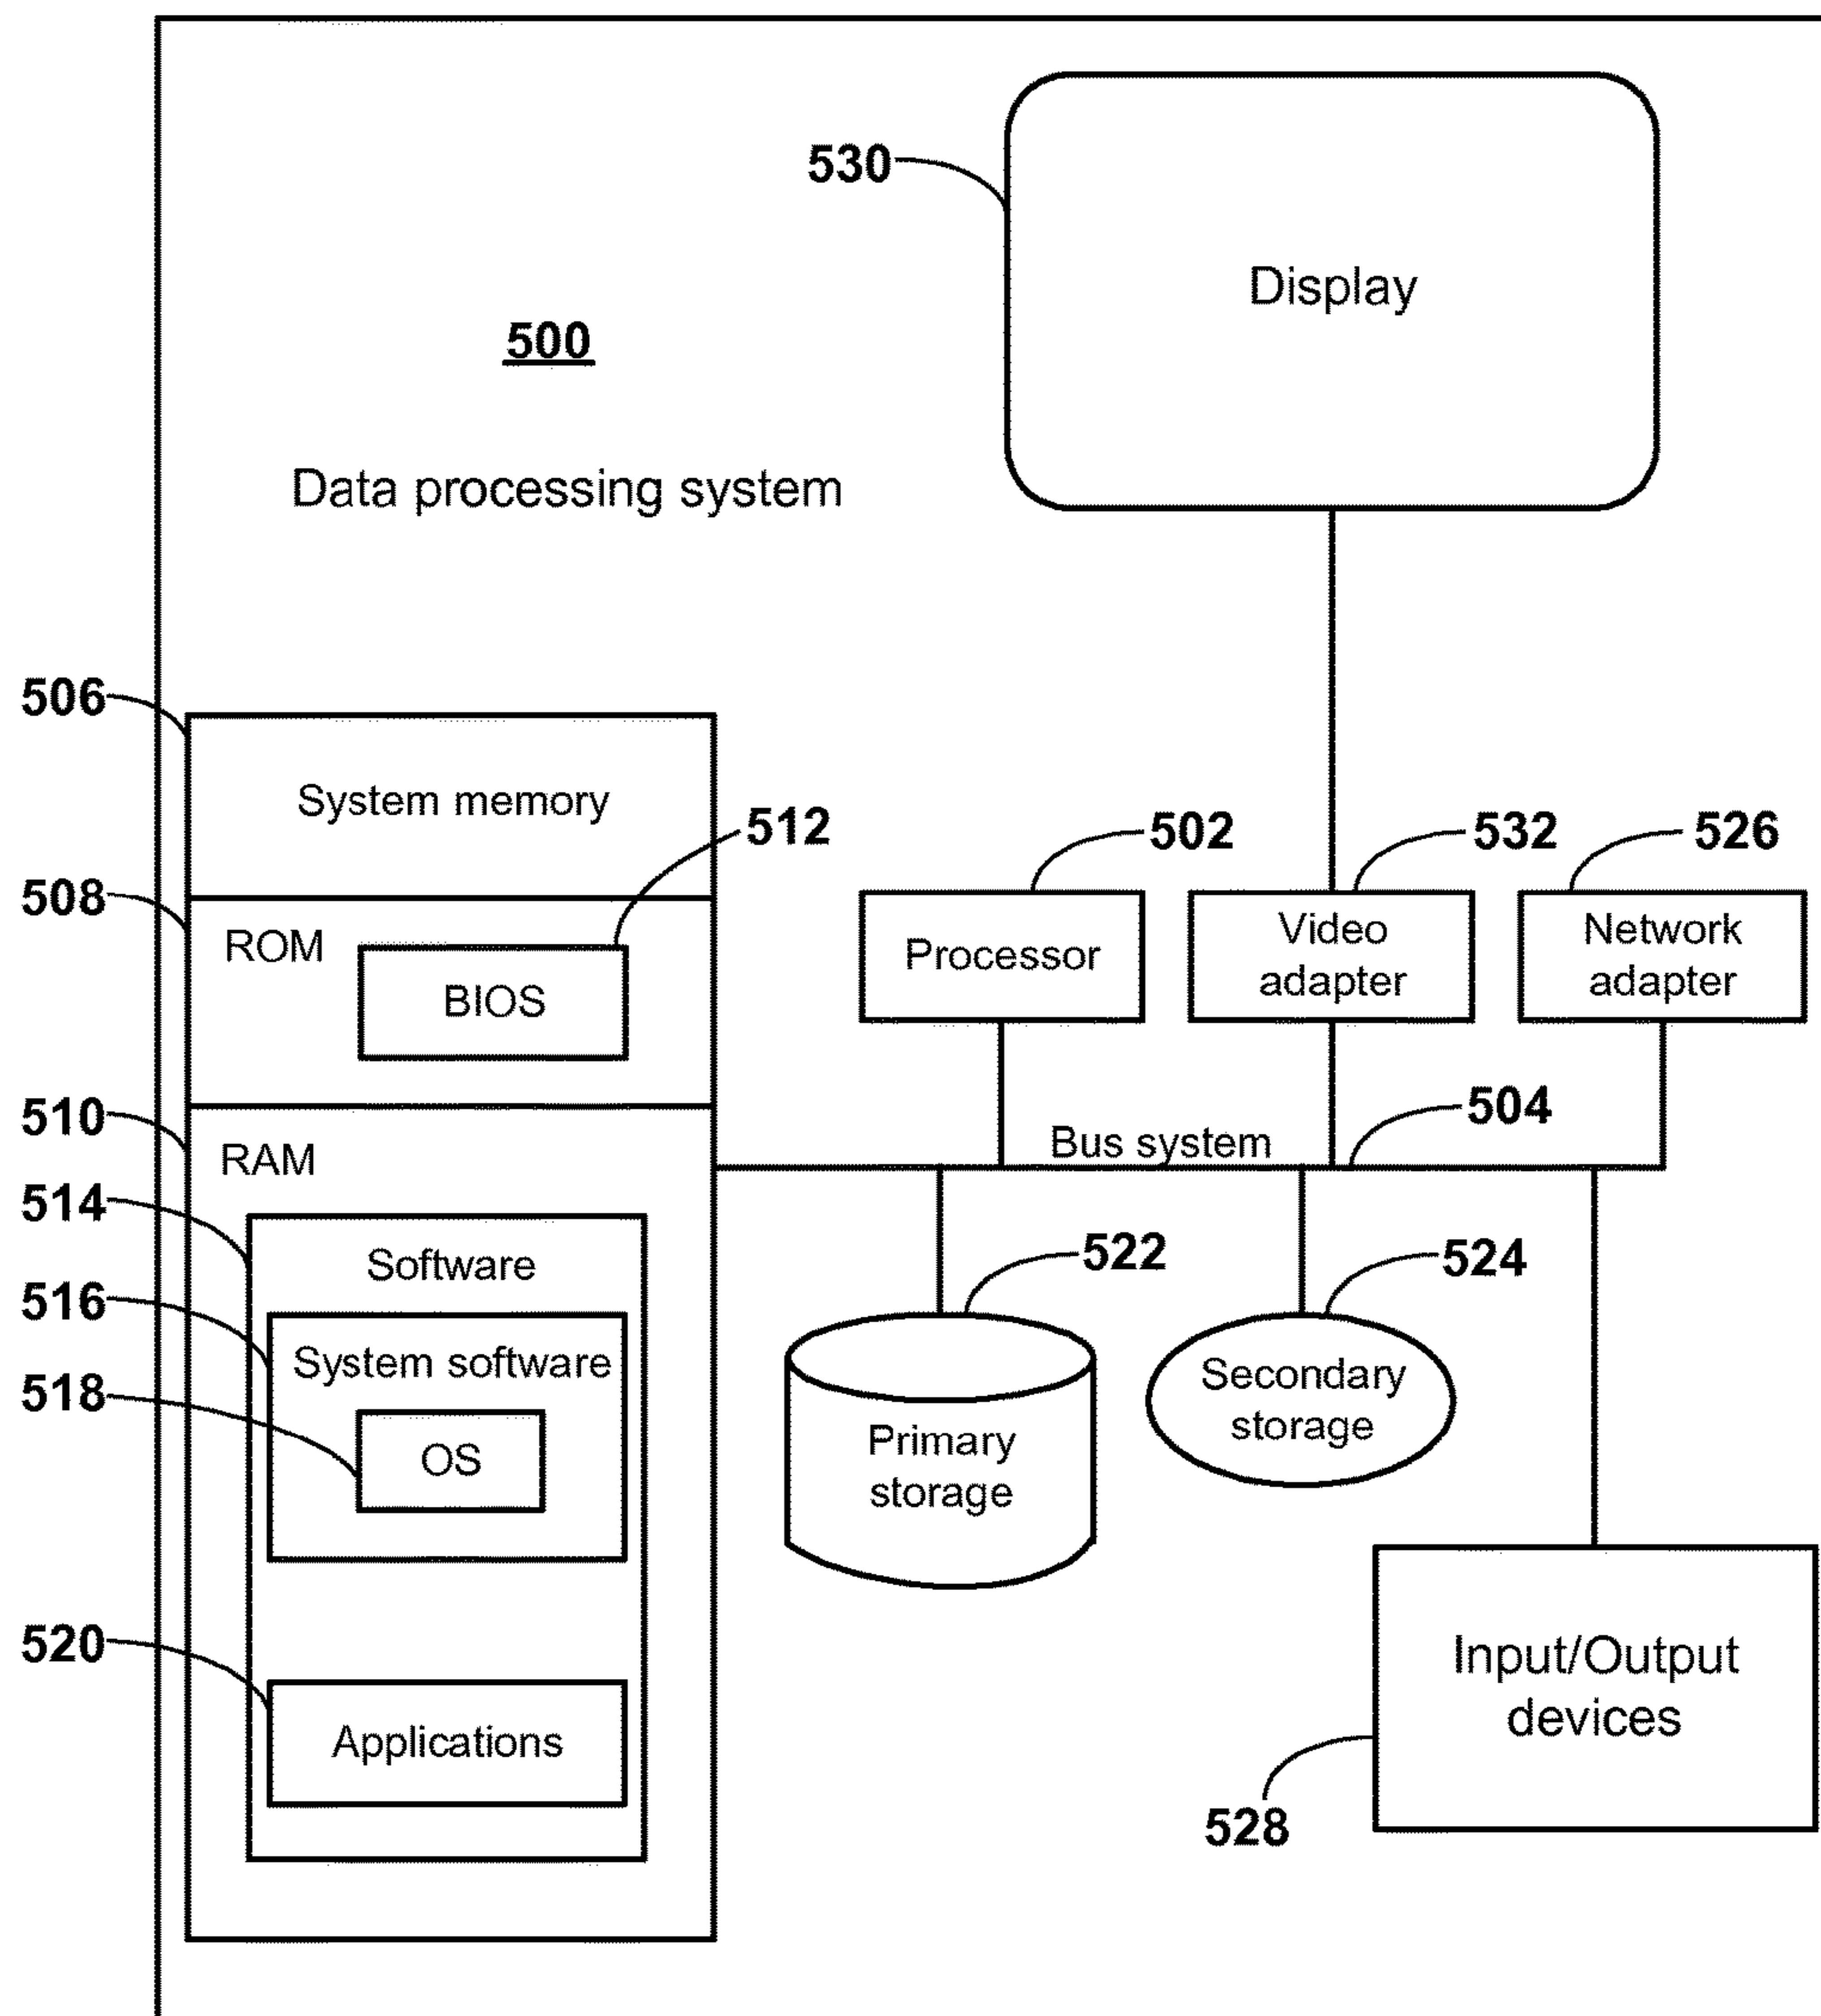 530
Display
500
Data processing system
506
System memory
512
502
532
526
508
ROM
BIOS
Processor
Video
adapter
Network
adapter
510
RAM
Bus system
504
514
Software
522
524
516
System software
518
OS
Primary
storage
Secondary
storage
520
Applications
Input/Output
devices
528